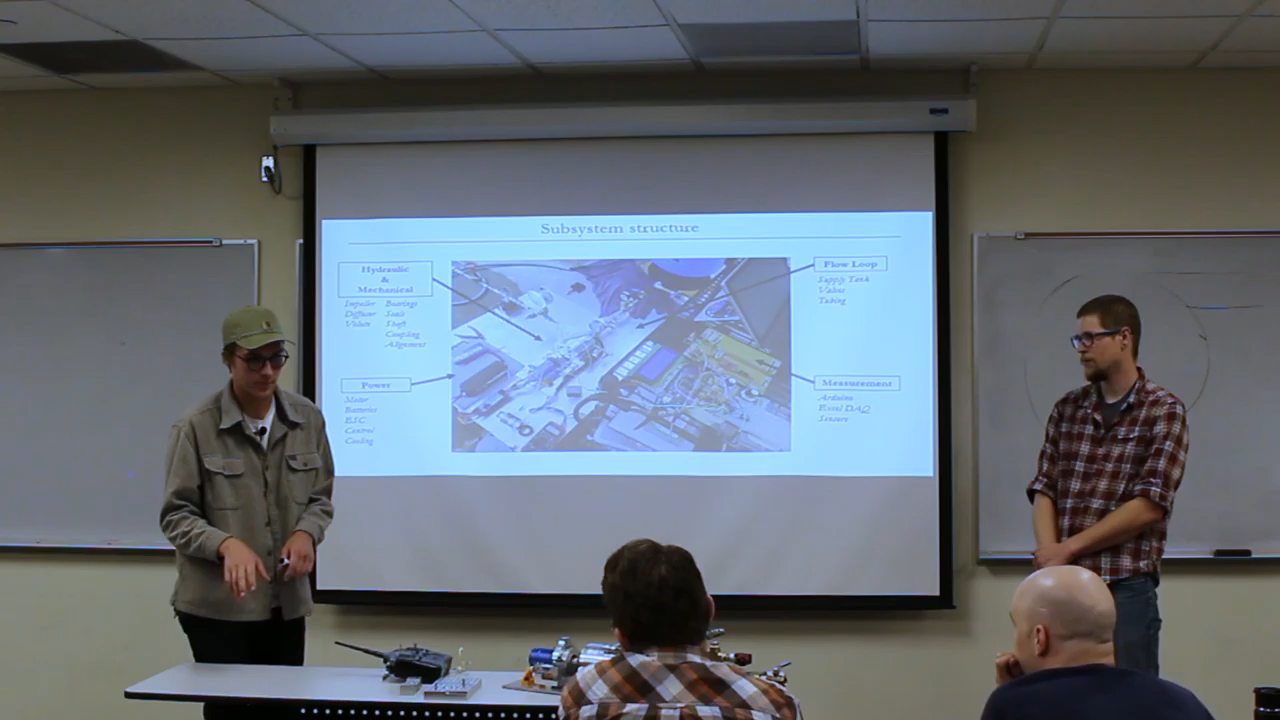 Subsystem structure
Hydraulic
&
Mechanical
Impeller Bearings
Diffuser Seals
Volute Shaft
Coupling
Alignment
Power
Motor
Batteries
ESC
Control
Cooling
Flow Loop
Supply Tank
Valves
Tubing
Measurement
Arduino
Excel DAQ
Sensors